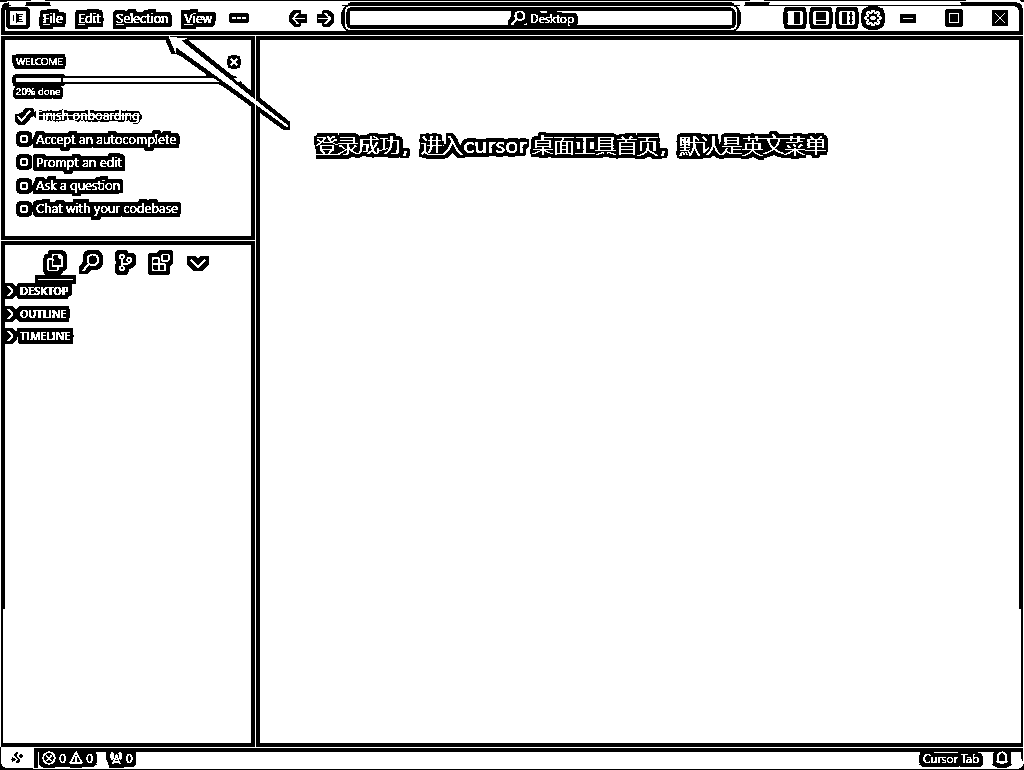 File Edit Selection View ... Desktop
WELCOME
20% done
Finish onboarding
Accept an autocomplete
Prompt an edit
Ask a question
Chat with your codebase
登录成功，进入cursor 桌面工具首页，默认是英文菜单
DESKTOP
OUTLINE
TIMELINE
0 0 0 Cursor Tab